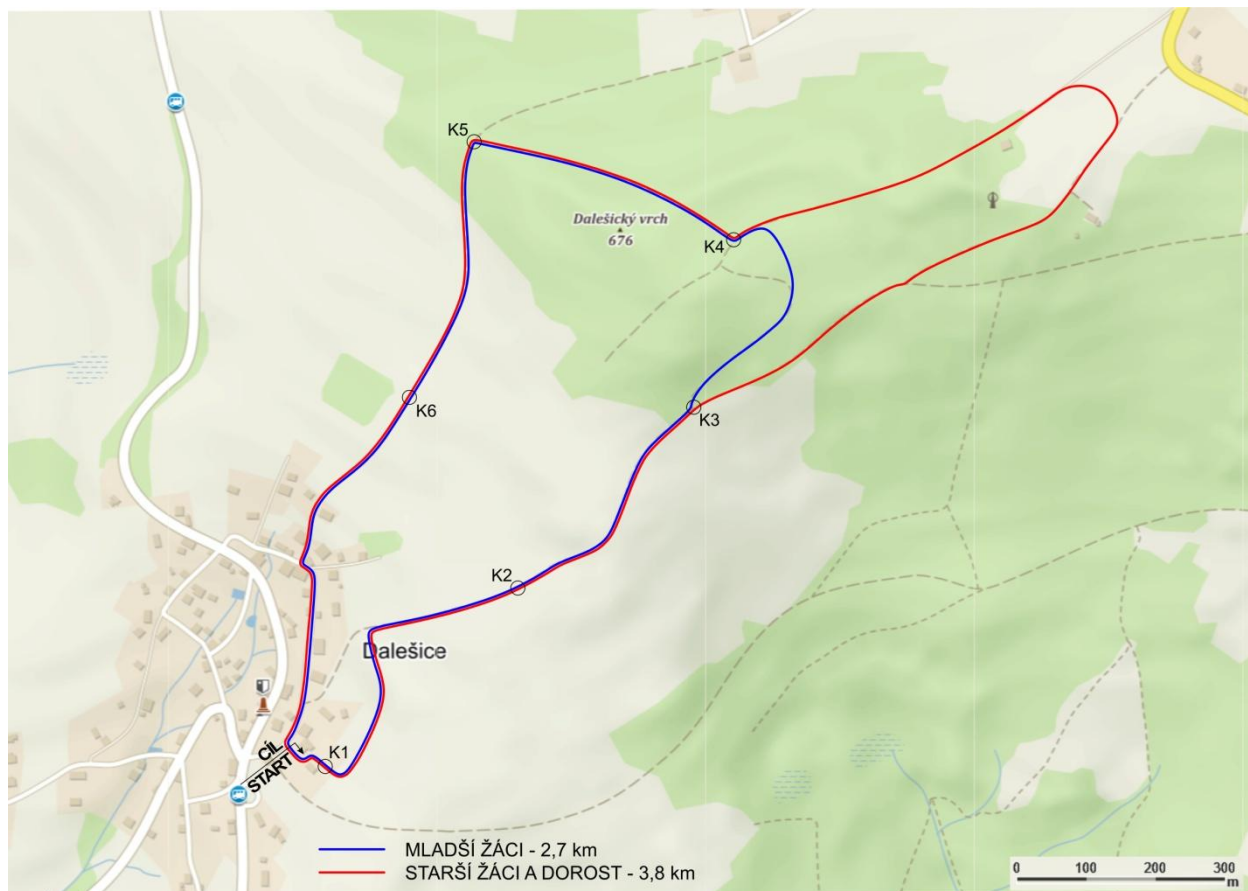 K5
Dalešický vrch
676
K4
K6
K3
K2
Dalešice
K1
CÍL
START
MLADŠÍ ŽÁCI - 2,7 km
STARŠÍ ŽÁCI A DOROST - 3,8 km
0 100 200 300
m